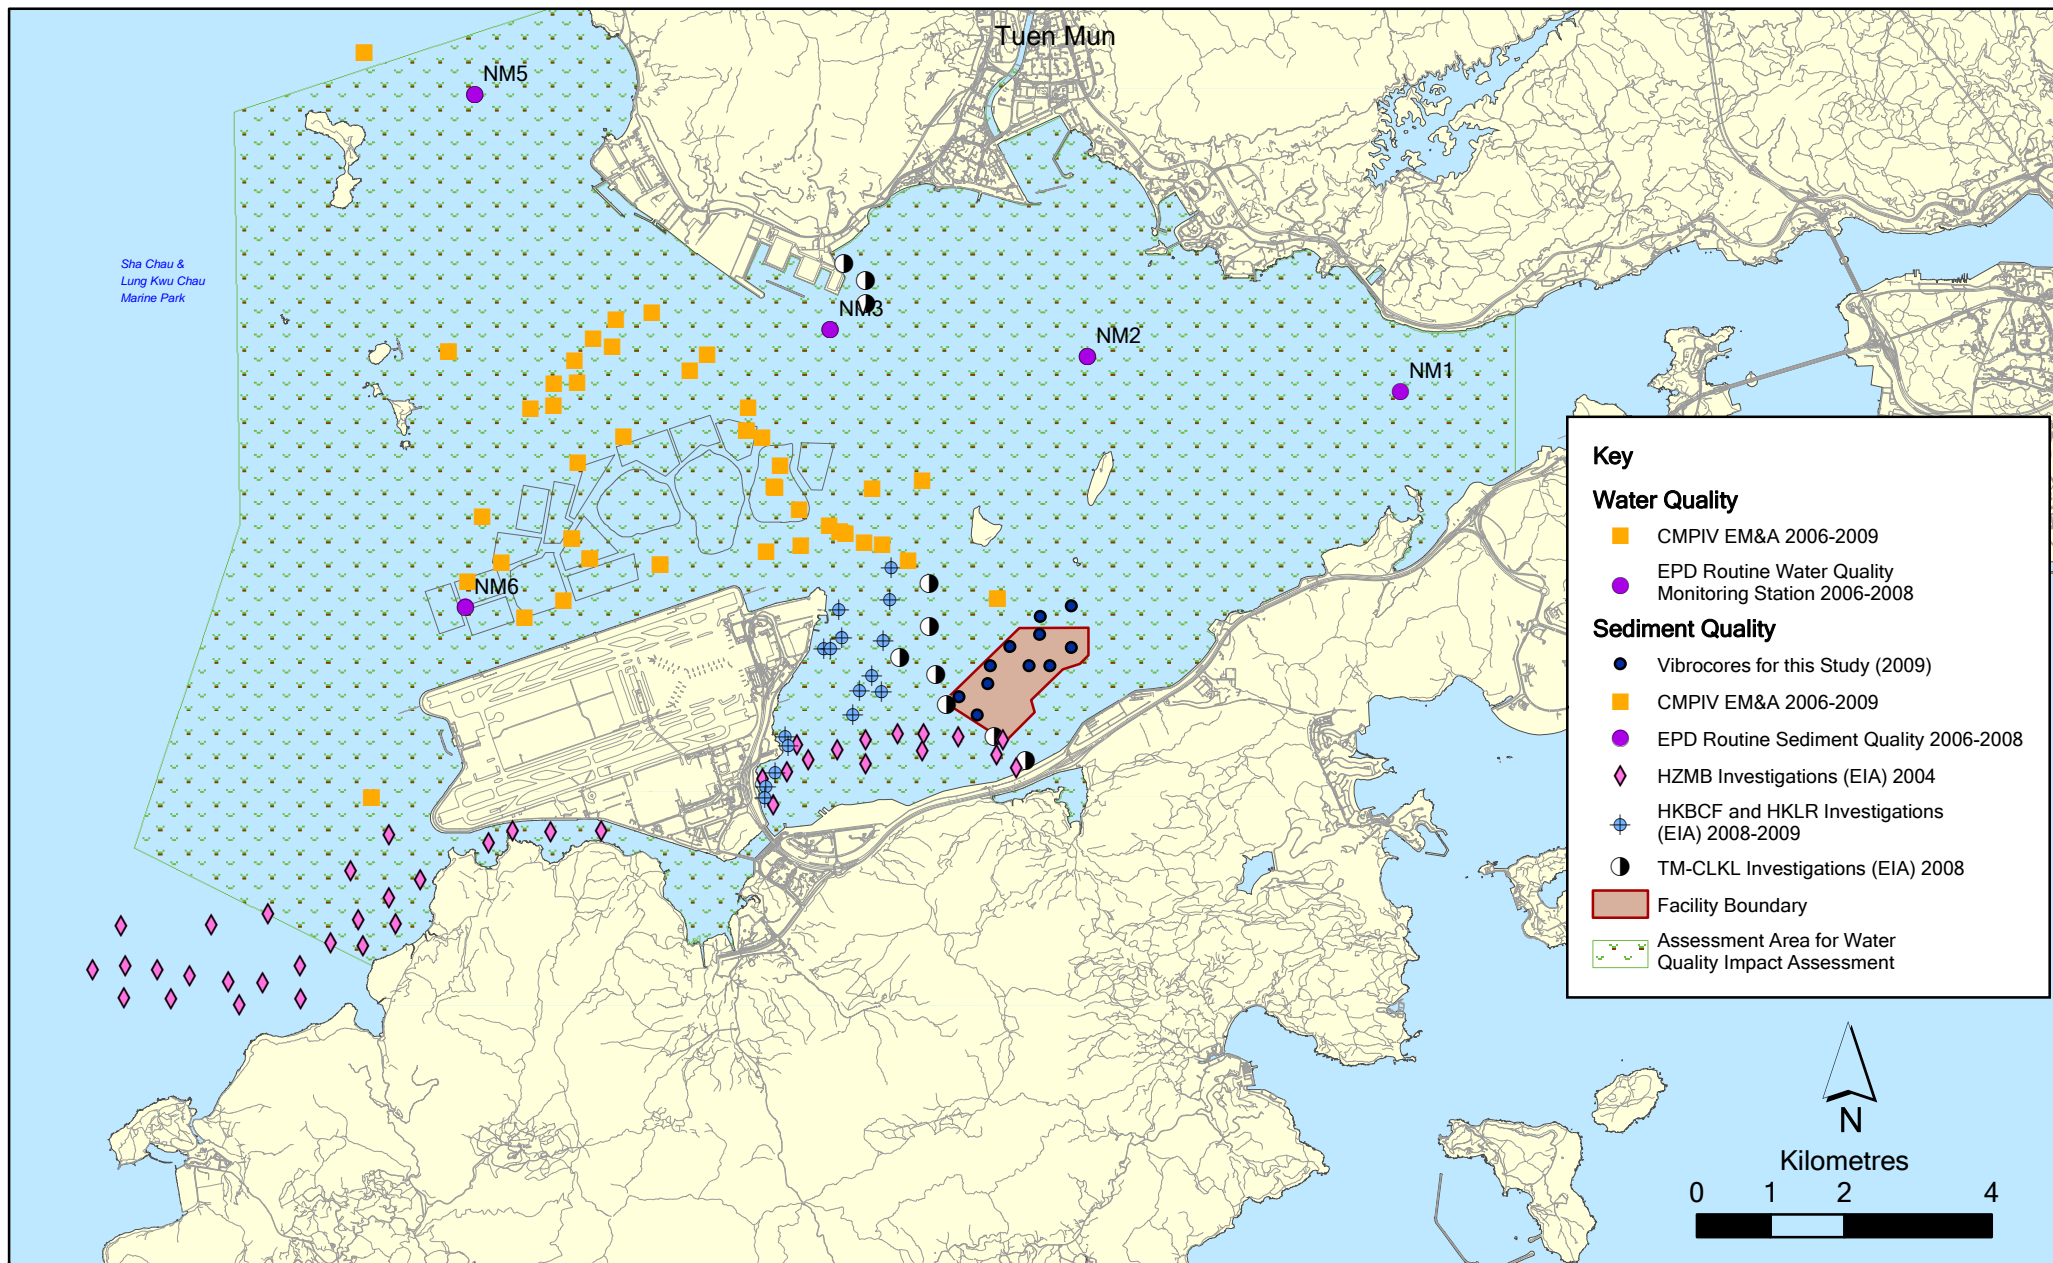 Tuen Mun
NM5
Sha Chau &
Lung Kwu Chau
Marine Park
NM3
NM2
NM1
NM6
Key
Water Quality
CMPIV EM&A 2006-2009
EPD Routine Water Quality
Monitoring Station 2006-2008
Sediment Quality
Vibrocores for this Study (2009)
CMPIV EM&A 2006-2009
EPD Routine Sediment Quality 2006-2008
HZMB Investigations (EIA) 2004
HKBCF and HKLR Investigations
(EIA) 2008-2009
TM-CLKL Investigations (EIA) 2008
Facility Boundary
Assessment Area for Water
Quality Impact Assessment
N
Kilometres
0 1 2 4